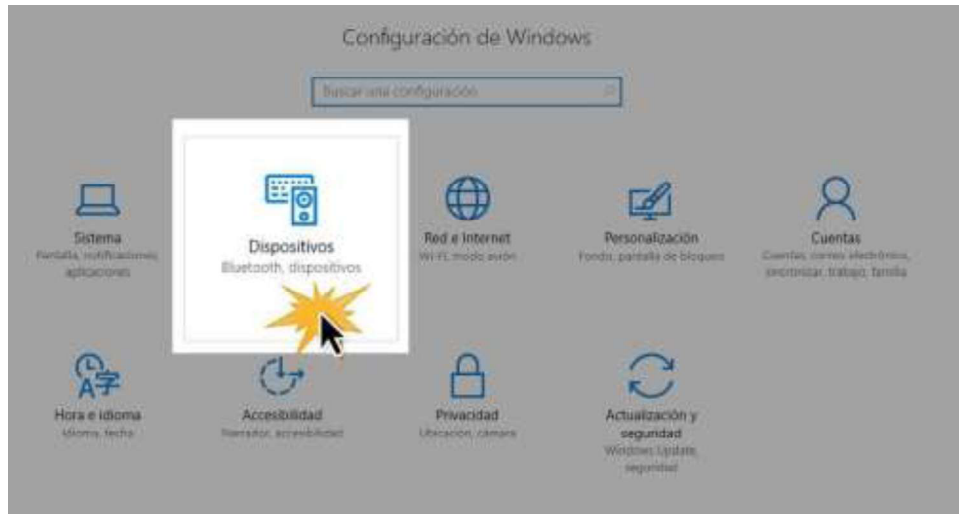 Configuración de Windows
Buscar una configuración
Sistema
Pantalla, notificaciones,
aplicaciones
Dispositivos
Bluetooth, dispositivos
Red e Internet
Wi-Fi, modo avión
Personalización
Fondo, pantalla de bloqueo
Cuentas
Cuentas, correo electrónico,
sincronizar, trabajo, familia
Hora e idioma
Idioma, fecha
Accesibilidad
Narrador, accesibilidad
Privacidad
Ubicación, cámara
Actualización y
seguridad
Windows Update,
seguridad